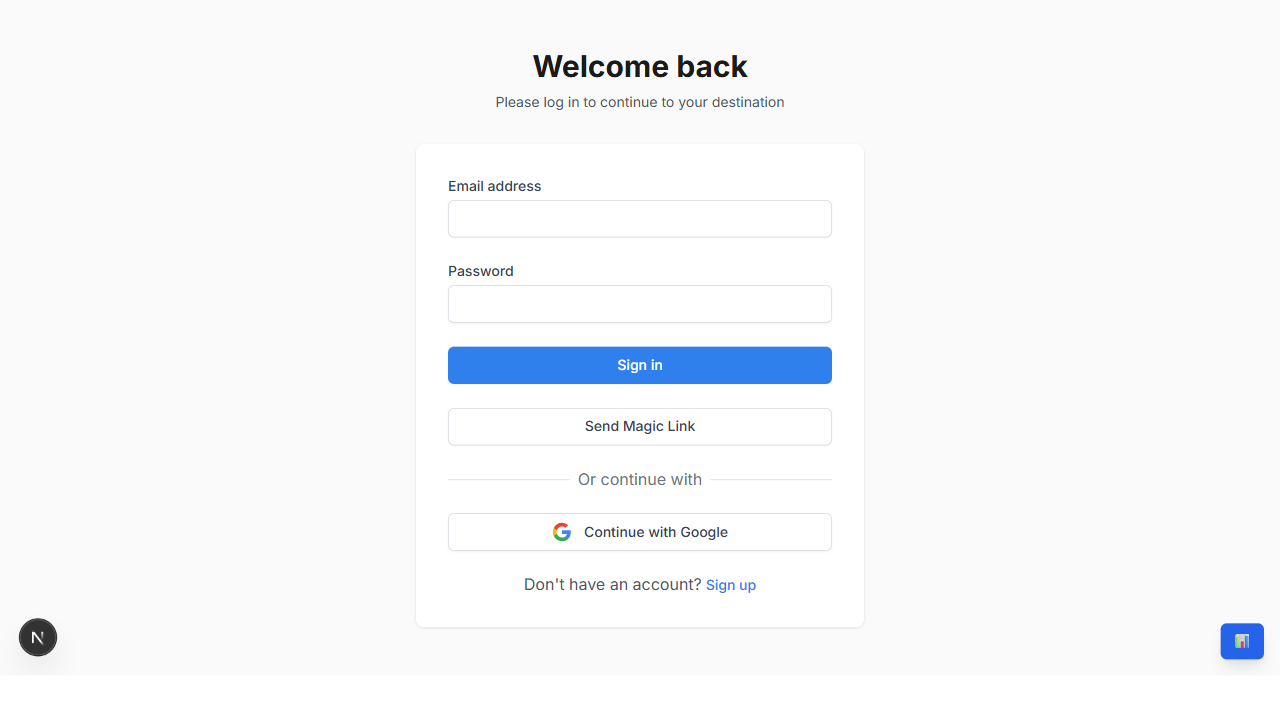 Welcome back
Please log in to continue to your destination
Email address
Password
Sign in
Send Magic Link
Or continue with
Continue with Google
Don't have an account? Sign up
N